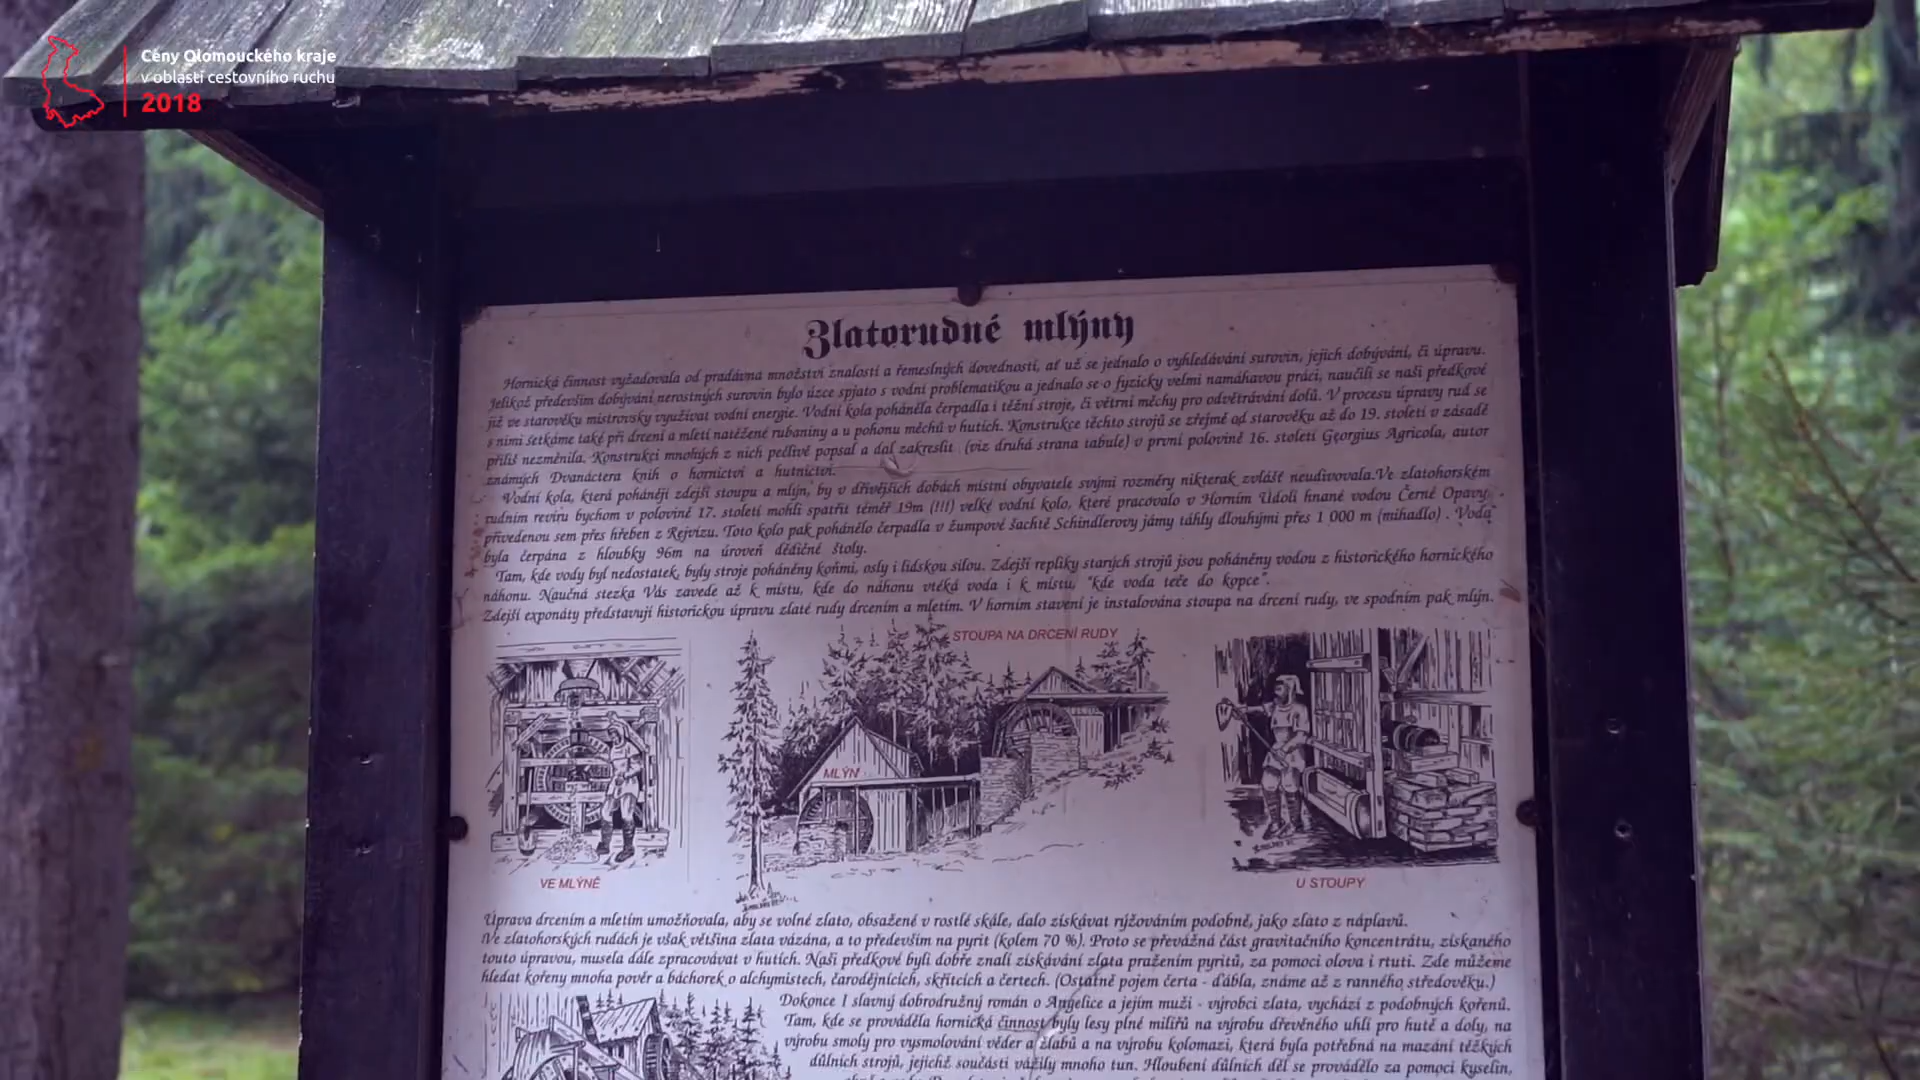 Ceny Olomouckého kraje
v oblasti cestovního ruchu
2018
Zlatorudné mlýny
Hornická činnost vyžadovala od pradávna množství znalostí a řemeslných dovedností, ať už se jednalo o vyhledávání surovin, jejich dobývání, či úpravu.
Jelikož především dobývání nerostných surovin bylo úzce spjato s vodní problematikou a jednalo se o fyzicky velmi namáhavou práci, naučili se naši předkové
již ve starověku mistrovsky využívat vodní energie. Vodní kola poháněla čerpadla i těžní stroje, či větrní měchy pro odvětrávání dolů. V procesu úpravy rud se
s nimi setkáme také při drcení a mletí natěžené rubaniny a u pohonu měchů v hutích. Konstrukce těchto strojů se zřejmě od starověku až do 19. století v zásadě
příliš nezměnila. Konstrukci mnohých z nich pečlivě popsal a dal zakreslit (viz druhá strana tabule) v první polovině 16. století Georgius Agricola, autor
známých Dvanáctera knih o hornictví a hutnictví.
Vodní kola, která pohánějí zdejší stoupu a mlýn, by v dřívějších dobách místní obyvatele svými rozměry nikterak zvlášť neudivovala.Ve zlatohorském
rudním revíru bychom v polovině 17. století mohli spatřit téměř 19m (!!!) velké vodní kolo, které pracovalo v Horním Údolí hnané vodou Černé Opavy
přivedenou sem přes hřeben z Rejvízu. Toto kolo pak pohánělo čerpadla v žumpové šachtě Schindlerovy jámy táhly dlouhými přes 1 000 m (mihadlo) . Voda
byla čerpána z hloubky 96m na úroveň dědičné štoly.
Tam, kde vody byl nedostatek, byly stroje poháněny koňmi, osly i lidskou silou. Zdejší repliky starých strojů jsou poháněny vodou z historického hornického
náhonu. Naučná stezka Vás zavede až k místu, kde do náhonu vtéká voda i k místu, "kde voda teče do kopce".
Zdejší exponáty představují historickou úpravu zlaté rudy drcením a mletím. V horním stavení je instalována stoupa na drcení rudy, ve spodním pak mlýn.
STOUPA NA DRCENÍ RUDY
MLÝN
VE MLÝNĚ
U STOUPY
Úprava drcením a mletím umožňovala, aby se volné zlato, obsažené v rostlé skále, dalo získávat rýžováním podobně, jako zlato z náplavů.
Ve zlatohorských rudách je však většina zlata vázána, a to především na pyrit (kolem 70 %). Proto se převážná část gravitačního koncentrátu, získaného
touto úpravou, musela dále zpracovávat v hutích. Naši předkové byli dobře znalí získávání zlata pražením pyritů, za pomoci olova i rtuti. Zde můžeme
hledat kořeny mnoha pověr a báchorek o alchymistech, čarodějnících, skřítcích a čertech. (Ostatně pojem čerta - ďábla, známe až z ranného středověku.)
Dokonce I slavný dobrodružný román o Angelice a jejím muži - výrobci zlata, vychází z podobných kořenů.
Tam, kde se prováděla hornická činnost byly lesy plné milířů na výrobu dřevěného uhlí pro hutě a doly, na
výrobu smoly pro vysmolování věder a žlabů a na výrobu kolomazi, která byla potřebná na mazání těžkých
důlních strojů, jejichž součásti vážily mnoho tun. Hloubení důlních děl se provádělo za pomoci kyselin,